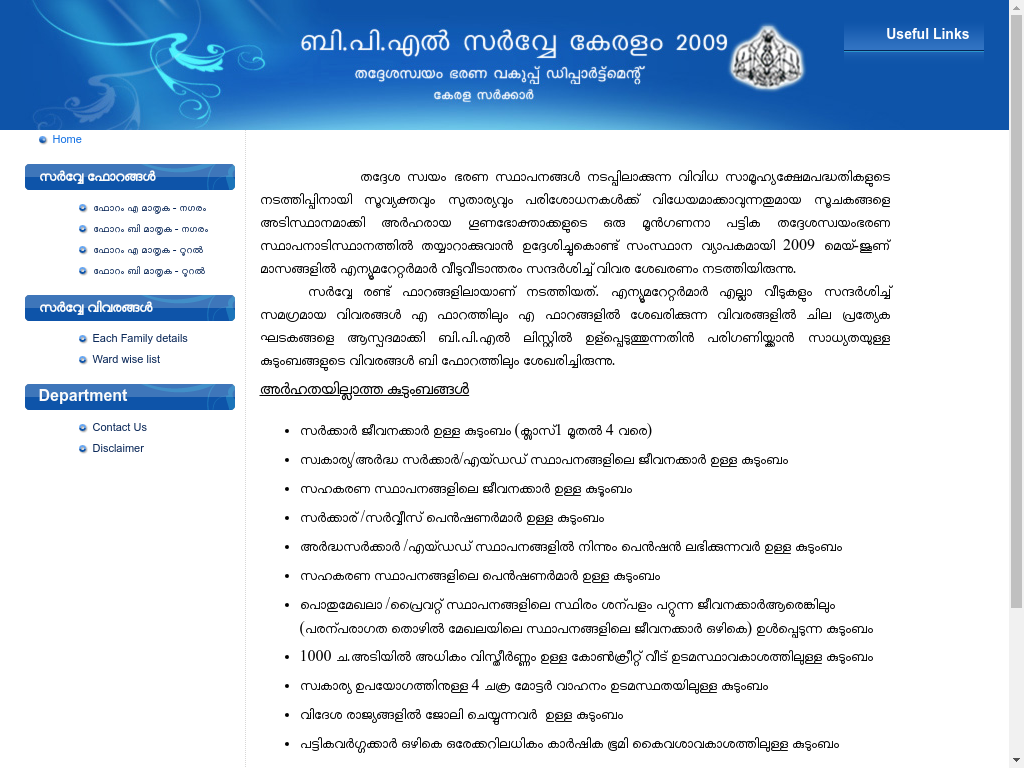 ബി.പി.എൽ സർവ്വേ കേരളം 2009
തദ്ദേശസ്വയം ഭരണ വകുപ്പ് ഡിപ്പാർട്ട്മെന്റ്
കേരള സർക്കാർ
Useful Links
Home
സർവ്വേ ഫോറങ്ങൾ
ഫോറം എ മാതൃക - നഗരം
ഫോറം ബി മാതൃക - നഗരം
ഫോറം എ മാതൃക - റൂറൽ
ഫോറം ബി മാതൃക - റൂറൽ
സർവ്വേ വിവരങ്ങൾ
Each Family details
Ward wise list
Department
Contact Us
Disclaimer
തദ്ദേശ സ്വയം ഭരണ സ്ഥാപനങ്ങൾ നടപ്പിലാക്കുന്ന വിവിധ സാമൂഹ്യക്ഷേമപദ്ധതികളുടെ
നടത്തിപ്പിനായി സുവ്യക്തവും സുതാര്യവും പരിശോധനകൾക്ക് വിധേയമാക്കാവുന്നതുമായ സൂചകങ്ങളെ
അടിസ്ഥാനമാക്കി അർഹരായ ഗുണഭോക്താക്കളുടെ ഒരു മുൻഗണനാ പട്ടിക തദ്ദേശസ്വയംഭരണ
സ്ഥാപനാടിസ്ഥാനത്തിൽ തയ്യാറാക്കുവാൻ ഉദ്ദേശിച്ചുകൊണ്ട് സംസ്ഥാന വ്യാപകമായി 2009 മെയ്-ജൂണ്
മാസങ്ങളിൽ എന്യൂമറേറ്റർമാർ വീടുവീടാന്തരം സന്ദർശിച്ച് വിവര ശേഖരണം നടത്തിയിരുന്നു.
സർവ്വേ രണ്ട് ഫാറങ്ങളിലായാണ് നടത്തിയത്. എന്യൂമറേറ്റർമാർ എല്ലാ വീടുകളും സന്ദർശിച്ച്
സമഗ്രമായ വിവരങ്ങൾ എ ഫാറത്തിലും എ ഫാറങ്ങളിൽ ശേഖരിക്കുന്ന വിവരങ്ങളിൽ ചില പ്രത്യേക
ഘടകങ്ങളെ ആസ്പദമാക്കി ബി.പി.എൽ ലിസ്റ്റിൽ ഉള്പ്പെടുത്തുന്നതിൻ പരിഗണിയ്ക്കാൻ സാധ്യതയുള്ള
കുടുംബങ്ങളുടെ വിവരങ്ങൾ ബി ഫോറത്തിലും ശേഖരിച്ചിരുന്നു.
അർഹതയില്ലാത്ത കുടുംബങ്ങൾ
• സർക്കാർ ജീവനക്കാർ ഉള്ള കുടുംബം (ക്ലാസ്1 മുതൽ 4 വരെ)
• സ്വകാര്യ/അർദ്ധ സർക്കാർ/എയ്ഡഡ് സ്ഥാപനങ്ങളിലെ ജീവനക്കാർ ഉള്ള കുടുംബം
• സഹകരണ സ്ഥാപനങ്ങളിലെ ജീവനക്കാർ ഉള്ള കുടുംബം
• സർക്കാര് /സർവ്വീസ് പെൻഷണർമാർ ഉള്ള കുടുംബം
• അർദ്ധസർക്കാർ /എയ്ഡഡ് സ്ഥാപനങ്ങളിൽ നിന്നും പെൻഷൻ ലഭിക്കുന്നവർ ഉള്ള കുടുംബം
• സഹകരണ സ്ഥാപനങ്ങളിലെ പെൻഷണർമാർ ഉള്ള കുടുംബം
• പൊതുമേഖലാ /പ്രൈവറ്റ് സ്ഥാപനങ്ങളിലെ സ്ഥിരം ശന്പളം പറ്റുന്ന ജീവനക്കാർആരെങ്കിലും
(പരന്പരാഗത തൊഴിൽ മേഖലയിലെ സ്ഥാപനങ്ങളിലെ ജീവനക്കാർ ഒഴികെ) ഉൾപ്പെടുന്ന കുടുംബം
• 1000 ച.അടിയിൽ അധികം വിസ്തീർണ്ണം ഉള്ള കോൺക്രീറ്റ് വീട് ഉടമസ്ഥാവകാശത്തിലുള്ള കുടുംബം
• സ്വകാര്യ ഉപയോഗത്തിനുള്ള 4 ചക്ര മോട്ടർ വാഹനം ഉടമസ്ഥതയിലുള്ള കുടുംബം
• വിദേശ രാജ്യങ്ങളിൽ ജോലി ചെയ്യുന്നവർ ഉള്ള കുടുംബം
• പട്ടികവർഗ്ഗക്കാർ ഒഴികെ ഒരേക്കറിലധികം കാർഷിക ഭൂമി കൈവശാവകാശത്തിലുള്ള കുടുംബം